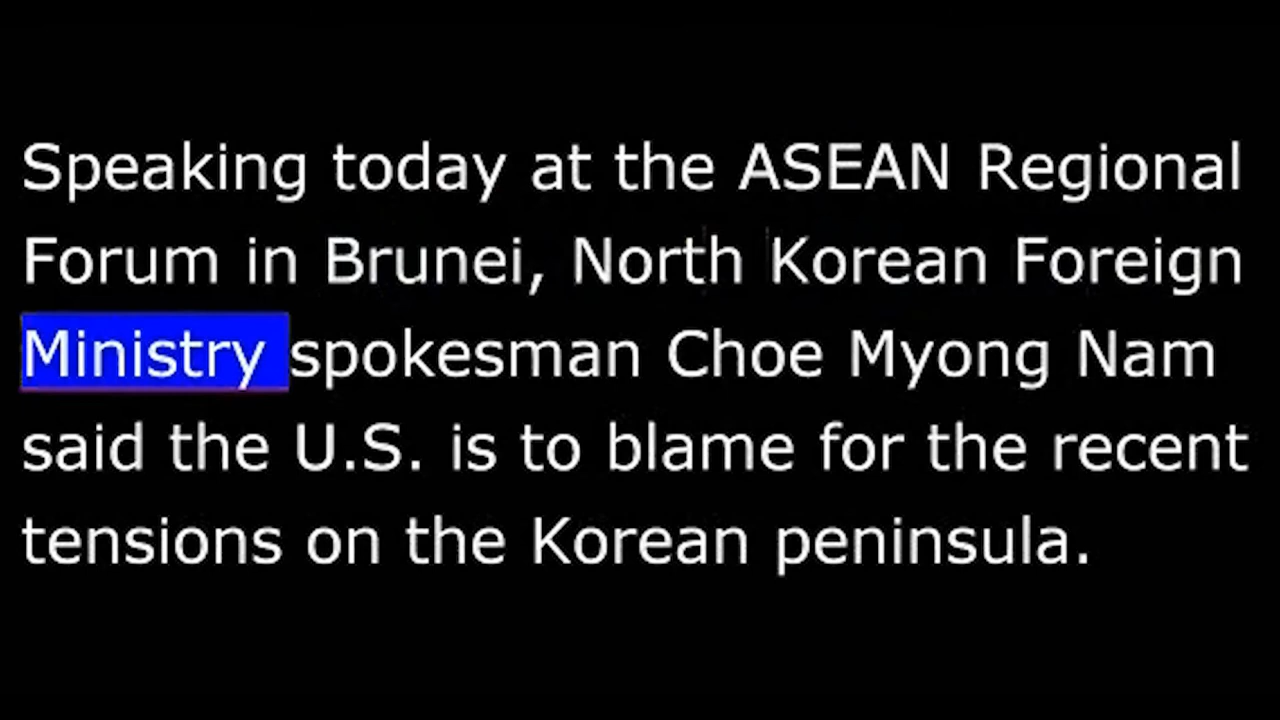 Speaking today at the ASEAN Regional
Forum in Brunei, North Korean Foreign
Ministry spokesman Choe Myong Nam
said the U.S. is to blame for the recent
tensions on the Korean peninsula.